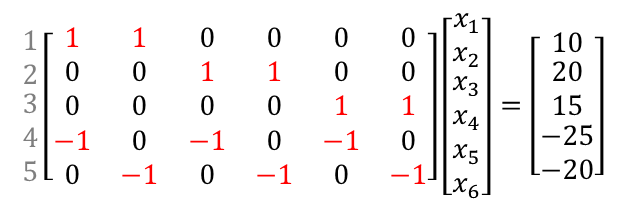 1 [ 1 1 0 0 0 0 ] [ x₁ ] = [ 10 ]
2 [ 0 0 1 1 0 0 ] [ x₂ ] [ 20 ]
3 [ 0 0 0 0 1 1 ] [ x₃ ] [ 15 ]
4 [ −1 0 −1 0 −1 0 ] [ x₄ ] [ −25 ]
5 [ 0 −1 0 −1 0 −1 ] [ x₅ ] [ −20 ]
[ x₆ ]